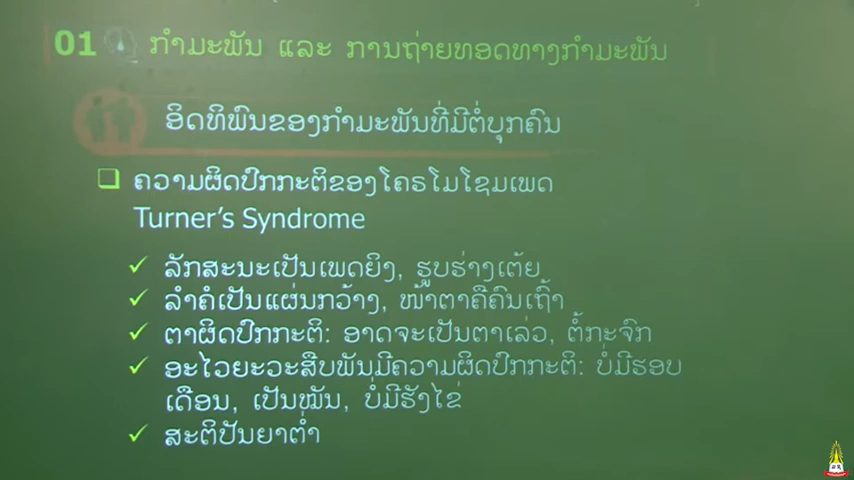 01 ກຳມະພັນ ແລະ ການຖ່າຍທອດທາງກຳມະພັນ
ອິດທິພົນຂອງກຳມະພັນທີ່ມີຕໍ່ບຸກຄົນ
❑ ຄວາມຜິດປົກກະຕິຂອງໂຄຣໂມໂຊມເພດ
Turner's Syndrome
✓ ລັກສະນະເປັນເພດຍິງ, ຮູບຮ່າງເຕ້ຍ
✓ ລຳຄໍເປັນແຜ່ນກວ້າງ, ໜ້າຕາຄືຄົນເຖົ້າ
✓ ຕາຜິດປົກກະຕິ: ອາດຈະເປັນຕາເລ່ວ, ຕໍ້ກະຈົກ
✓ ອະໄວຍະວະສືບພັນມີຄວາມຜິດປົກກະຕິ: ບໍ່ມີຮອບ
ເດືອນ, ເປັນໝັນ, ບໍ່ມີຮັງໄຂ່
✓ ສະຕິປັນຍາຕ່ຳ